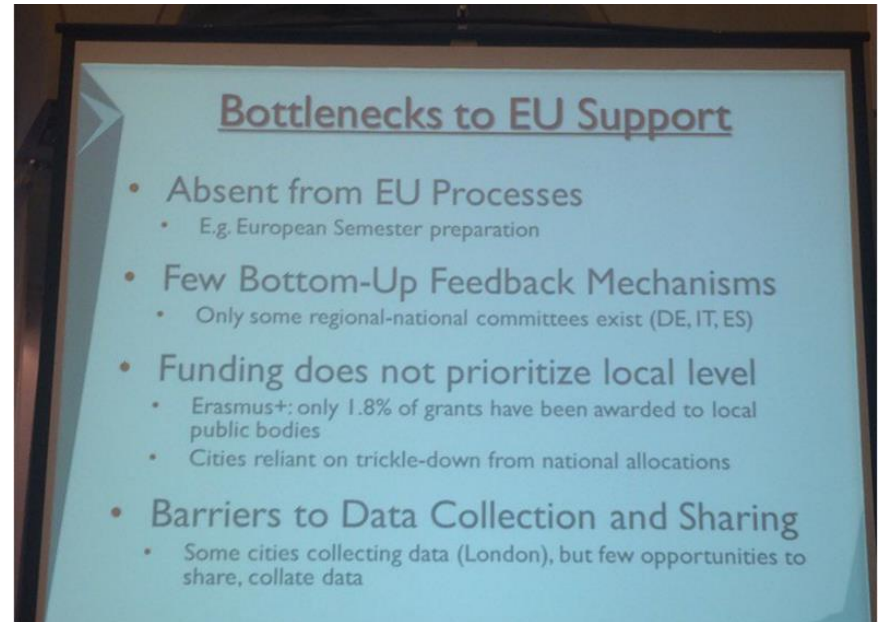 Bottlenecks to EU Support
• Absent from EU Processes
• E.g. European Semester preparation
• Few Bottom-Up Feedback Mechanisms
• Only some regional-national committees exist (DE, IT, ES)
• Funding does not prioritize local level
• Erasmus+: only 1.8% of grants have been awarded to local
public bodies
• Cities reliant on trickle-down from national allocations
• Barriers to Data Collection and Sharing
• Some cities collecting data (London), but few opportunities to
share, collate data